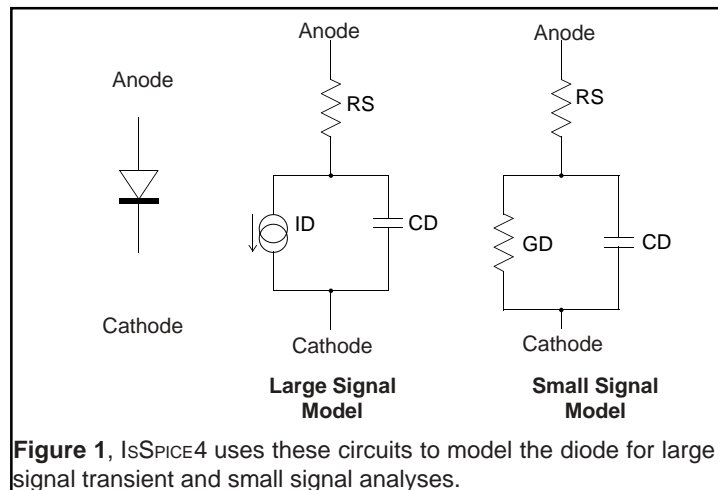 Anode
Cathode
Anode
RS
ID
CD
Cathode
Large Signal
Model
Anode
RS
GD
CD
Cathode
Small Signal
Model
Figure 1, ISSPICE4 uses these circuits to model the diode for large
signal transient and small signal analyses.